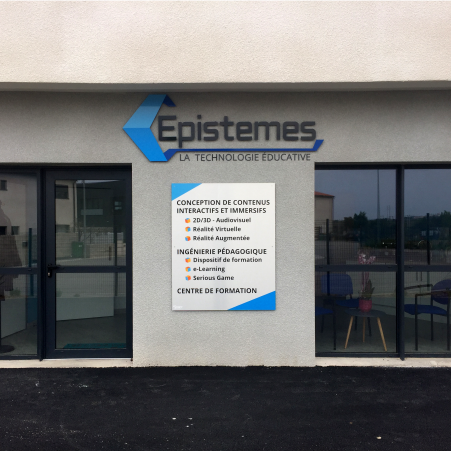 Epistemes
LA TECHNOLOGIE ÉDUCATIVE
CONCEPTION DE CONTENUS
INTERACTIFS ET IMMERSIFS
2D/3D - Audiovisuel
Réalité Virtuelle
Réalité Augmentée
INGÉNIERIE PÉDAGOGIQUE
Dispositif de formation
e-Learning
Serious Game
CENTRE DE FORMATION